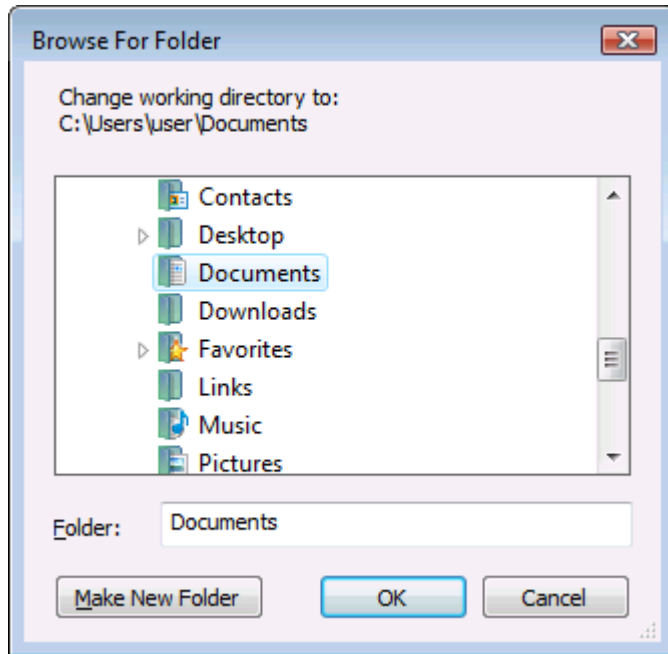 Browse For Folder
Change working directory to:
C:\Users\user\Documents
Contacts
Desktop
Documents
Downloads
Favorites
Links
Music
Pictures
Folder: Documents
Make New Folder OK Cancel